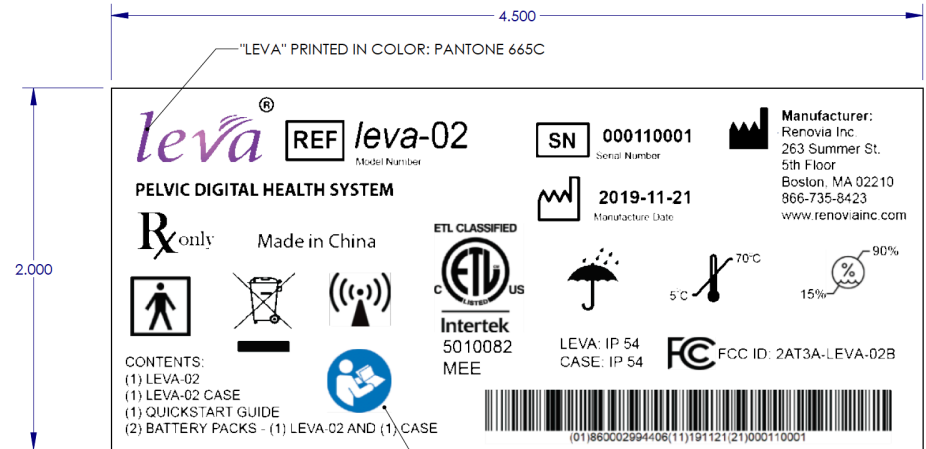 4.500
"LEVA" PRINTED IN COLOR: PANTONE 665C
2.000
leva®
REF leva-02
Model Number
PELVIC DIGITAL HEALTH SYSTEM
SN 000110001
Serial Number
2019-11-21
Manufacture Date
Manufacturer:
Renovia Inc.
263 Summer St.
5th Floor
Boston, MA 02210
866-735-8423
www.renoviainc.com
Rx only
Made in China
ETL CLASSIFIED
ETL
C US
LISTED
Intertek
5010082
MEE
5°C
70°C
15%
%
90%
LEVA: IP 54
CASE: IP 54
FC FCC ID: 2AT3A-LEVA-02B
CONTENTS:
(1) LEVA-02
(1) LEVA-02 CASE
(1) QUICKSTART GUIDE
(2) BATTERY PACKS - (1) LEVA-02 AND (1) CASE
(01)860002994406(11)191121(21)000110001